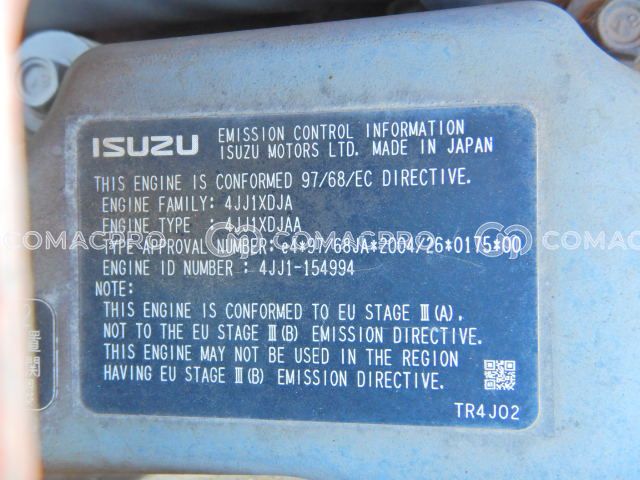 ISUZU EMISSION CONTROL INFORMATION
ISUZU MOTORS LTD. MADE IN JAPAN
THIS ENGINE IS CONFORMED 97/68/EC DIRECTIVE.
ENGINE FAMILY: 4JJ1XDJA
ENGINE TYPE : 4JJ1XDJAA
TYPE APPROVAL NUMBER: e4*97/68JA*2004/26*0175*00
ENGINE ID NUMBER : 4JJ1-154994
NOTE:
THIS ENGINE IS CONFORMED TO EU STAGE Ⅲ(A),
NOT TO THE EU STAGE Ⅲ(B) EMISSION DIRECTIVE.
THIS ENGINE MAY NOT BE USED IN THE REGION
HAVING EU STAGE Ⅲ(B) EMISSION DIRECTIVE.
TR4J02
COMACPRO
COMACPRO
COMACPRO
COMACPRO